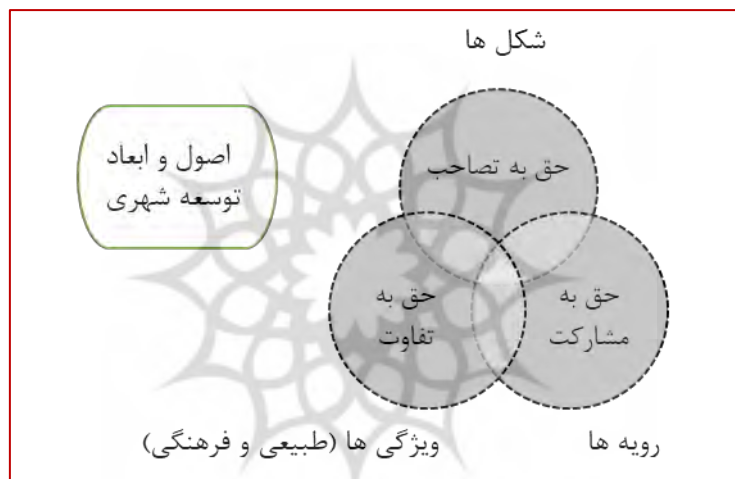 شکل ها
اصول و ابعاد
توسعه شهری
حق به تصاحب
حق به
مشارکت
حق به
تفاوت
رویه ها
ویژگی ها (طبیعی و فرهنگی)